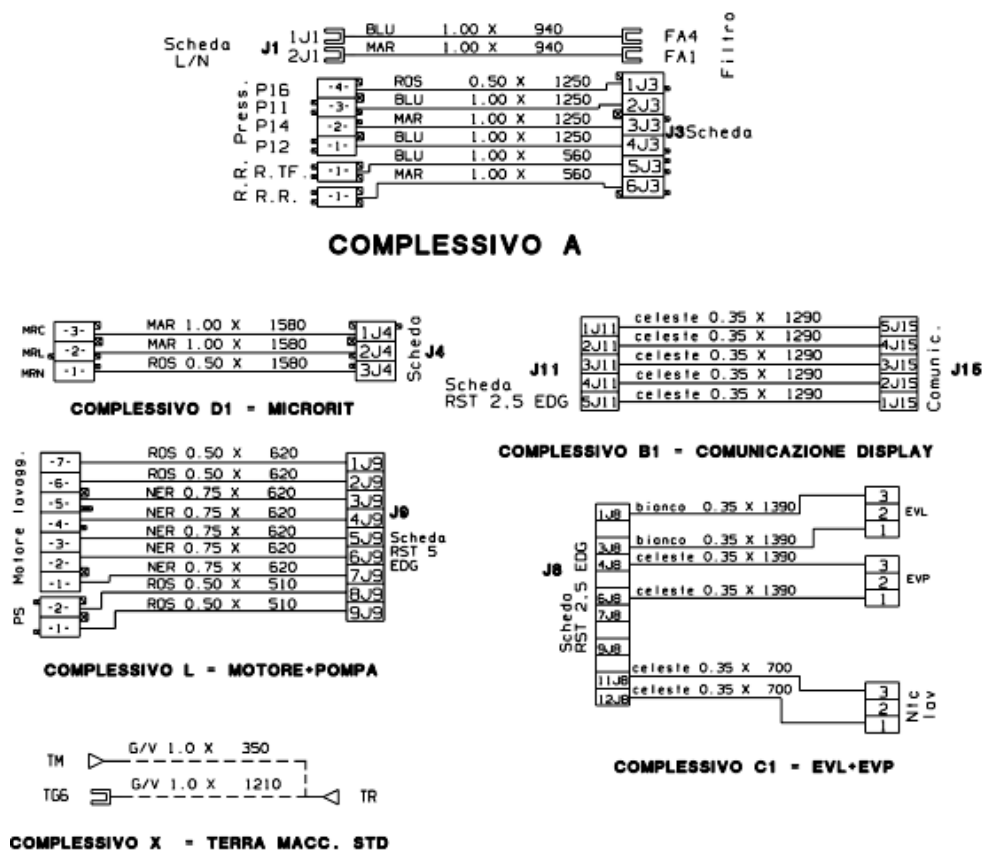 Scheda L/N J1 1J1 BLU 1.00 X 940 FA4
2J1 MAR 1.00 X 940 FA1
Filtro
Press.
P16 -4- ROS 0.50 X 1250 1J3
P11 -3- BLU 1.00 X 1250 2J3
P14 -2- MAR 1.00 X 1250 3J3
P12 -1- BLU 1.00 X 1250 4J3
J3 Scheda
R. R.
R.TF. -1- BLU 1.00 X 560 5J3
R.R. -1- MAR 1.00 X 560 6J3
COMPLESSIVO A
MRC -3- MAR 1.00 X 1580 1J4
MRL -2- MAR 1.00 X 1580 2J4
MRN -1- ROS 0.50 X 1580 3J4
Scheda
J4
COMPLESSIVO D1 = MICRORIT
J11
Scheda
RST 2.5 EDG
1J11 celeste 0.35 X 1290 5J15
2J11 celeste 0.35 X 1290 4J15
3J11 celeste 0.35 X 1290 3J15
4J11 celeste 0.35 X 1290 2J15
5J11 celeste 0.35 X 1290 1J15
Comunic.
J15
COMPLESSIVO B1 - COMUNICAZIONE DISPLAY
Motore lavagg.
-7- ROS 0.50 X 620 1J9
-6- ROS 0.50 X 620 2J9
-5- NER 0.75 X 620 3J9
-4- NER 0.75 X 620 4J9
-3- NER 0.75 X 620 5J9
-2- NER 0.75 X 620 6J9
-1- NER 0.75 X 620 7J9
PS
-2- ROS 0.50 X 510 8J9
-1- ROS 0.50 X 510 9J9
J9
Scheda
RST 5
EDG
COMPLESSIVO L = MOTORE+POMPA
J8
Scheda
RST 2.5 EDG
1J8 bianco 0.35 X 1390 3
2 EVL
3J8 bianco 0.35 X 1390 1
4J8 celeste 0.35 X 1390 3
2 EVP
6J8 celeste 0.35 X 1390 1
7J8
9J8
11J8 celeste 0.35 X 700 3
2
12J8 celeste 0.35 X 700 1
Ntc lav
COMPLESSIVO C1 = EVL+EVP
TM G/V 1.0 X 350
TG6 G/V 1.0 X 1210 TR
COMPLESSIVO X = TERRA MACC. STD